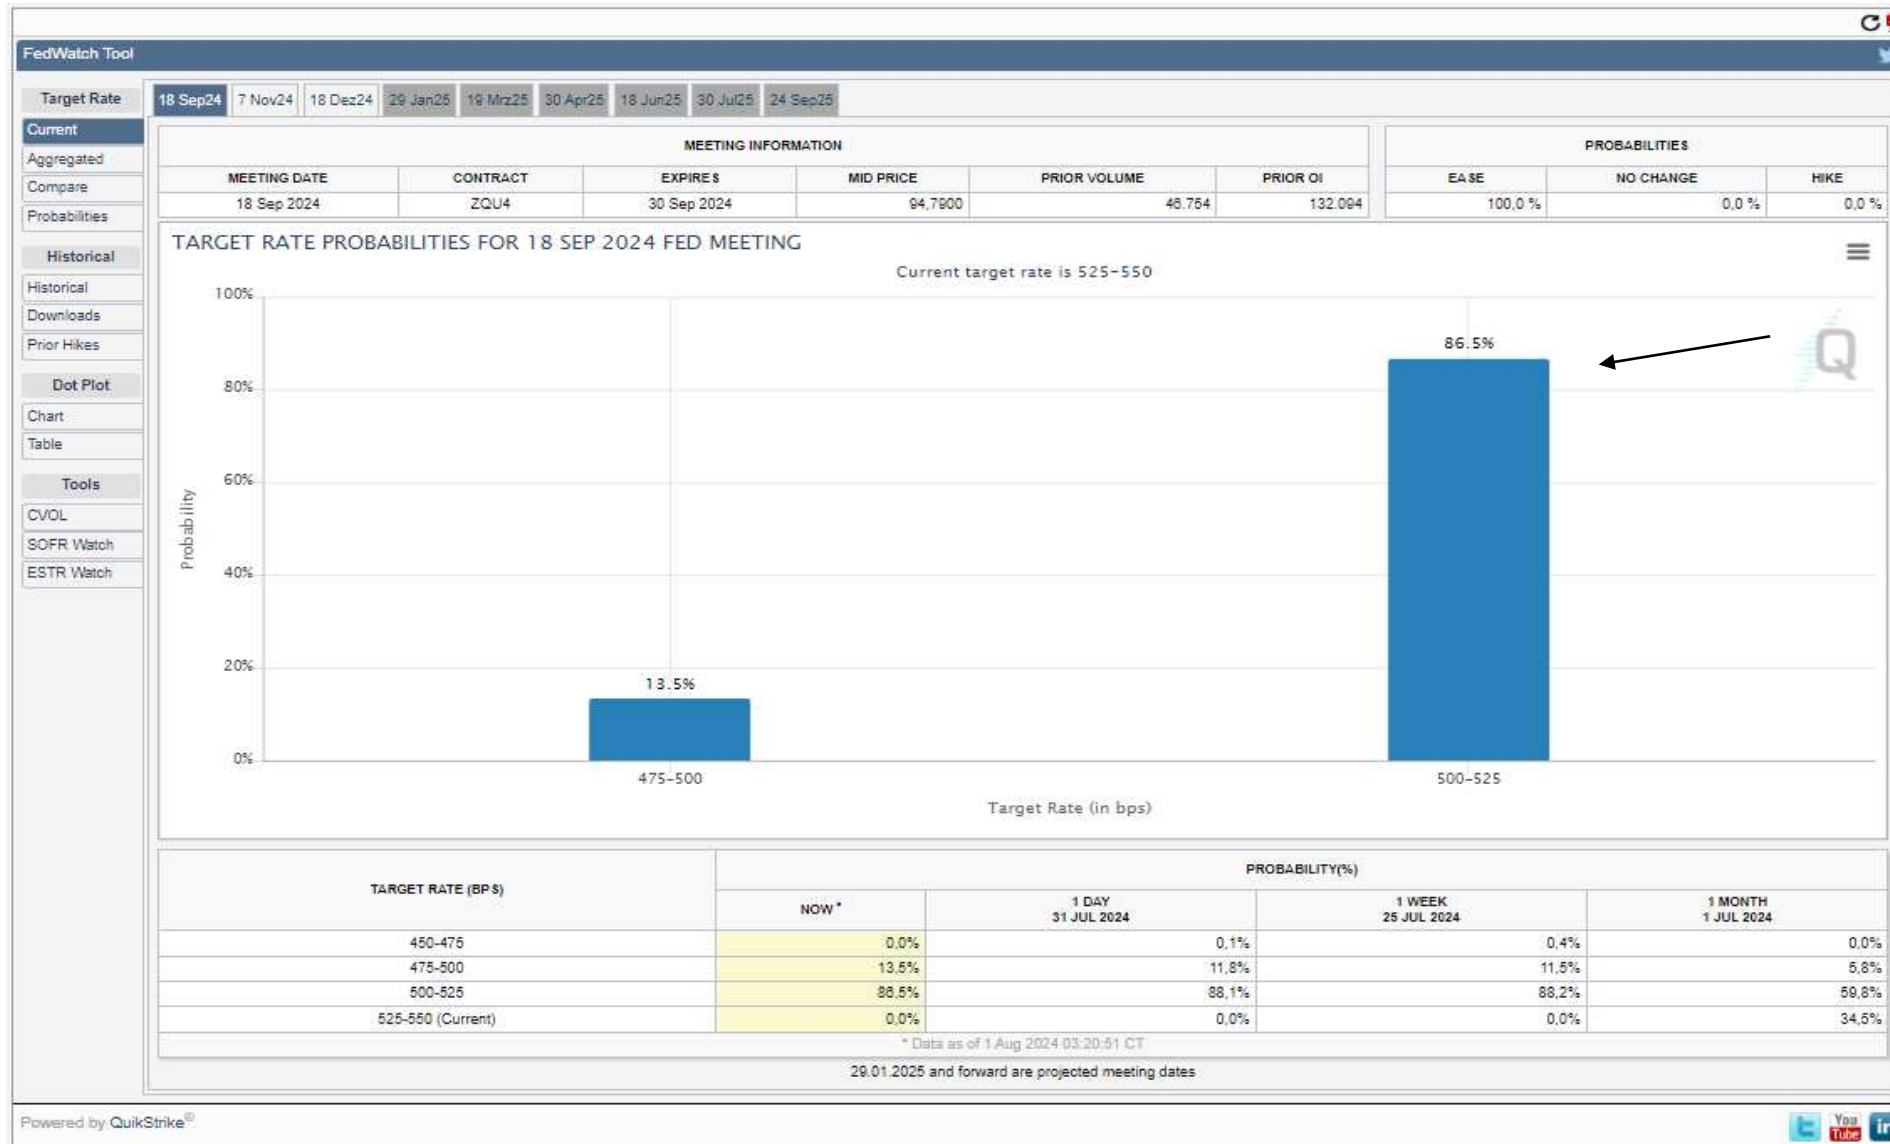 FedWatch Tool
Target Rate
Current
Aggregated
Compare
Probabilities
Historical
Historical
Downloads
Prior Hikes
Dot Plot
Chart
Table
Tools
CVOL
SOFR Watch
ESTR Watch
18 Sep24 7 Nov24 18 Dez24 29 Jan25 19 Mrz25 30 Apr25 18 Jun25 30 Jul25 24 Sep25
MEETING INFORMATION
MEETING DATE CONTRACT EXPIRES MID PRICE PRIOR VOLUME PRIOR OI
18 Sep 2024 ZQU4 30 Sep 2024 94,7900 46.754 132.094
PROBABILITIES
EASE NO CHANGE HIKE
100,0 % 0,0 % 0,0 %
TARGET RATE PROBABILITIES FOR 18 SEP 2024 FED MEETING
Current target rate is 525-550
100%
80%
60%
40%
20%
0%
Probability
13.5%
86.5%
Q
475-500 500-525
Target Rate (in bps)
TARGET RATE (BPS) PROBABILITY(%)
NOW * 1 DAY 1 WEEK 1 MONTH
31 JUL 2024 25 JUL 2024 1 JUL 2024
450-475 0,0% 0,1% 0,4% 0,0%
475-500 13,5% 11,8% 11,5% 5,8%
500-525 86,5% 88,1% 88,2% 59,8%
525-550 (Current) 0,0% 0,0% 0,0% 34,5%
* Data as of 1 Aug 2024 03:20:51 CT
29.01.2025 and forward are projected meeting dates
Powered by QuikStrike®
You
Tube
in